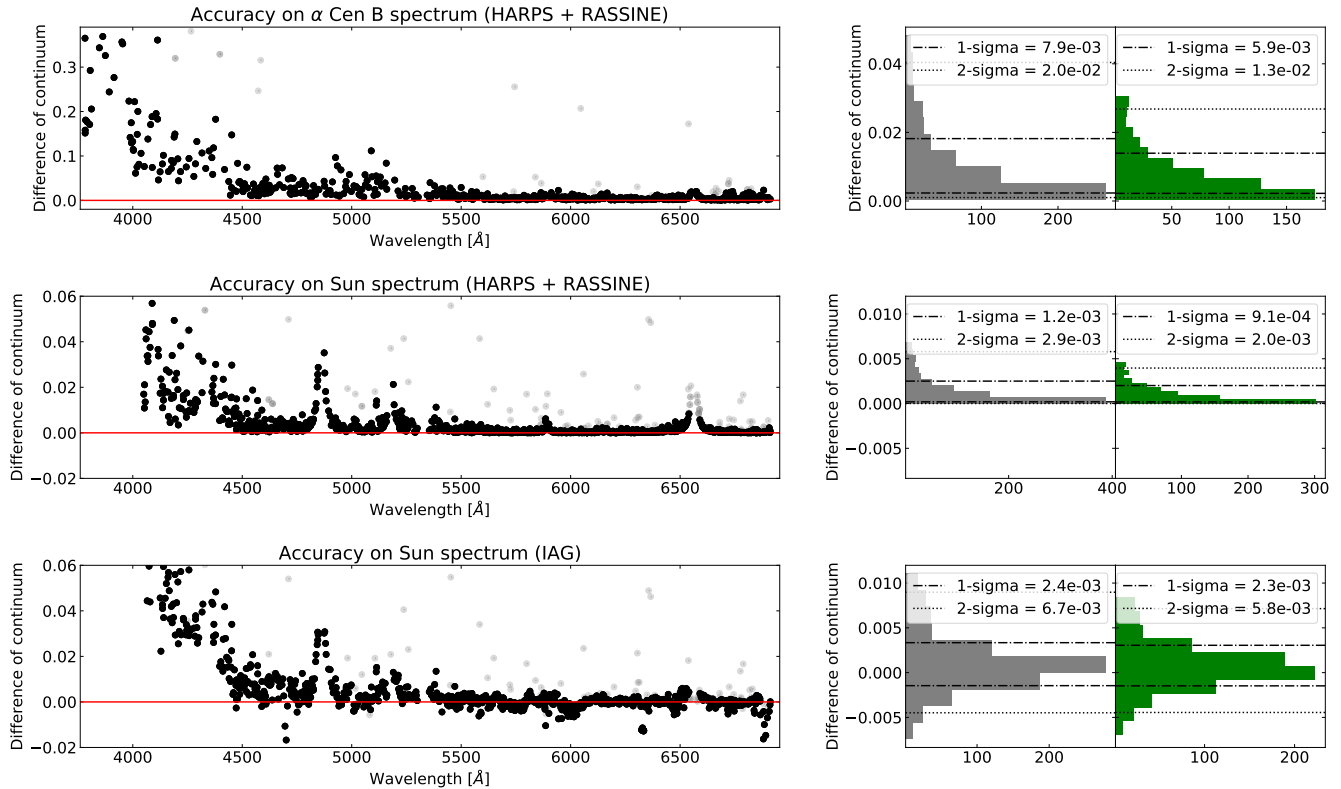 Accuracy on α Cen B spectrum (HARPS + RASSINE)
Difference of continuum
0.3
0.2
0.1
0.0
4000 4500 5000 5500 6000 6500
Wavelength [Å]
Difference of continuum
0.04
0.02
0.00
1-sigma = 7.9e-03
2-sigma = 2.0e-02
100 200
1-sigma = 5.9e-03
2-sigma = 1.3e-02
50 100 150
Accuracy on Sun spectrum (HARPS + RASSINE)
Difference of continuum
0.06
0.04
0.02
0.00
−0.02
4000 4500 5000 5500 6000 6500
Wavelength [Å]
Difference of continuum
0.010
0.005
0.000
−0.005
1-sigma = 1.2e-03
2-sigma = 2.9e-03
200 400
1-sigma = 9.1e-04
2-sigma = 2.0e-03
100 200 300
Accuracy on Sun spectrum (IAG)
Difference of continuum
0.06
0.04
0.02
0.00
−0.02
4000 4500 5000 5500 6000 6500
Wavelength [Å]
Difference of continuum
0.010
0.005
0.000
−0.005
1-sigma = 2.4e-03
2-sigma = 6.7e-03
100 200
1-sigma = 2.3e-03
2-sigma = 5.8e-03
100 200